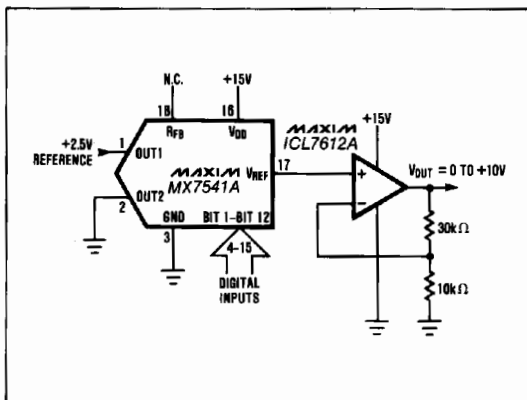 N.C.
+15V
18
16
RFB
VDD
+2.5V
REFERENCE
1
OUT1
MAXIM
MX7541A
VREF
17
OUT2
2
GND
BIT 1-BIT 12
3
4-15
DIGITAL
INPUTS
MAXIM
ICL7612A
+15V
+
−
VOUT = 0 TO +10V
30kΩ
10kΩ